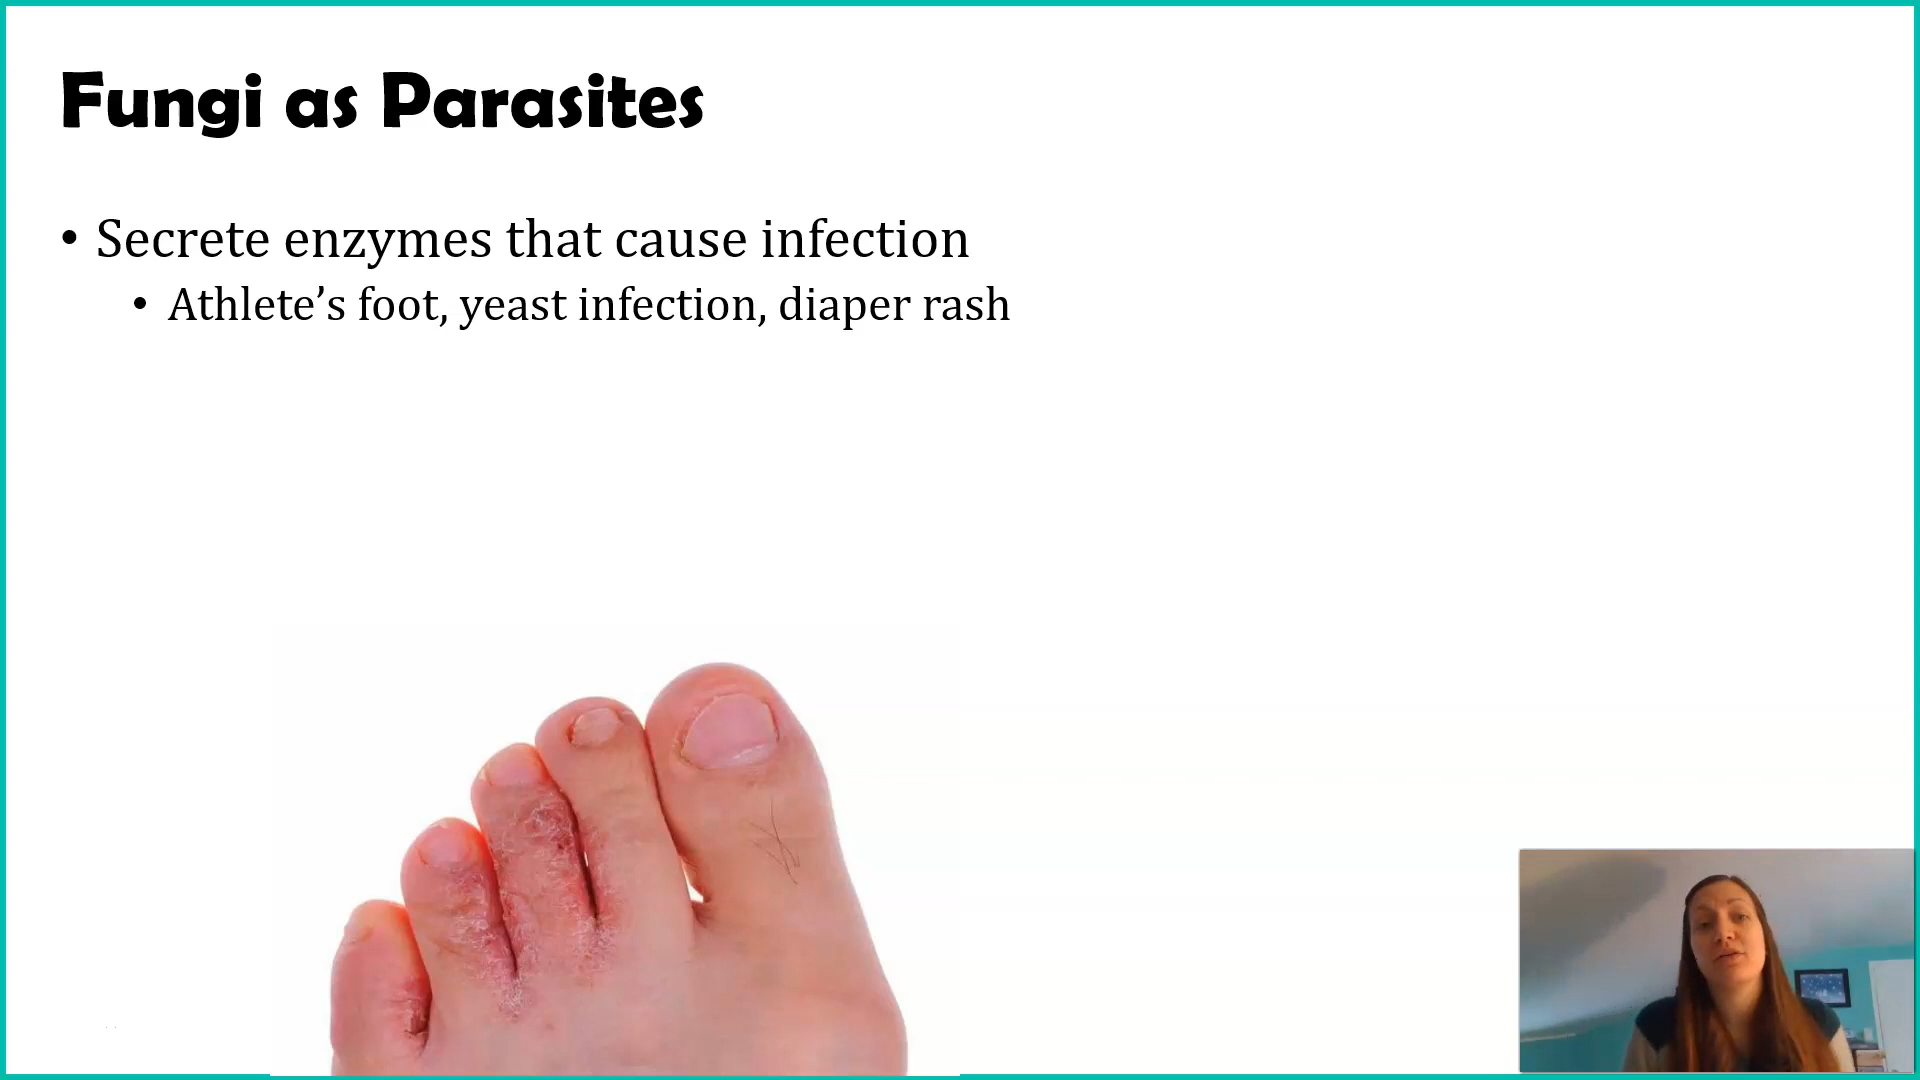 Fungi as Parasites
• Secrete enzymes that cause infection
• Athlete’s foot, yeast infection, diaper rash